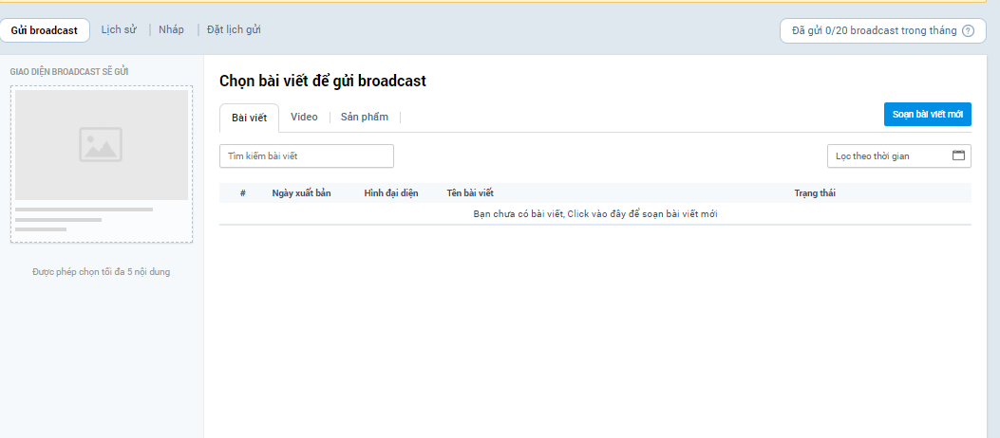 Gửi broadcast
Lịch sử
Nháp
Đặt lịch gửi
Đã gửi 0/20 broadcast trong tháng ?
GIAO DIỆN BROADCAST SẼ GỬI
Được phép chọn tối đa 5 nội dung
Chọn bài viết để gửi broadcast
Bài viết
Video
Sản phẩm
Soạn bài viết mới
Tìm kiếm bài viết
Lọc theo thời gian
# Ngày xuất bản Hình đại diện Tên bài viết Trạng thái
Bạn chưa có bài viết, Click vào đây để soạn bài viết mới